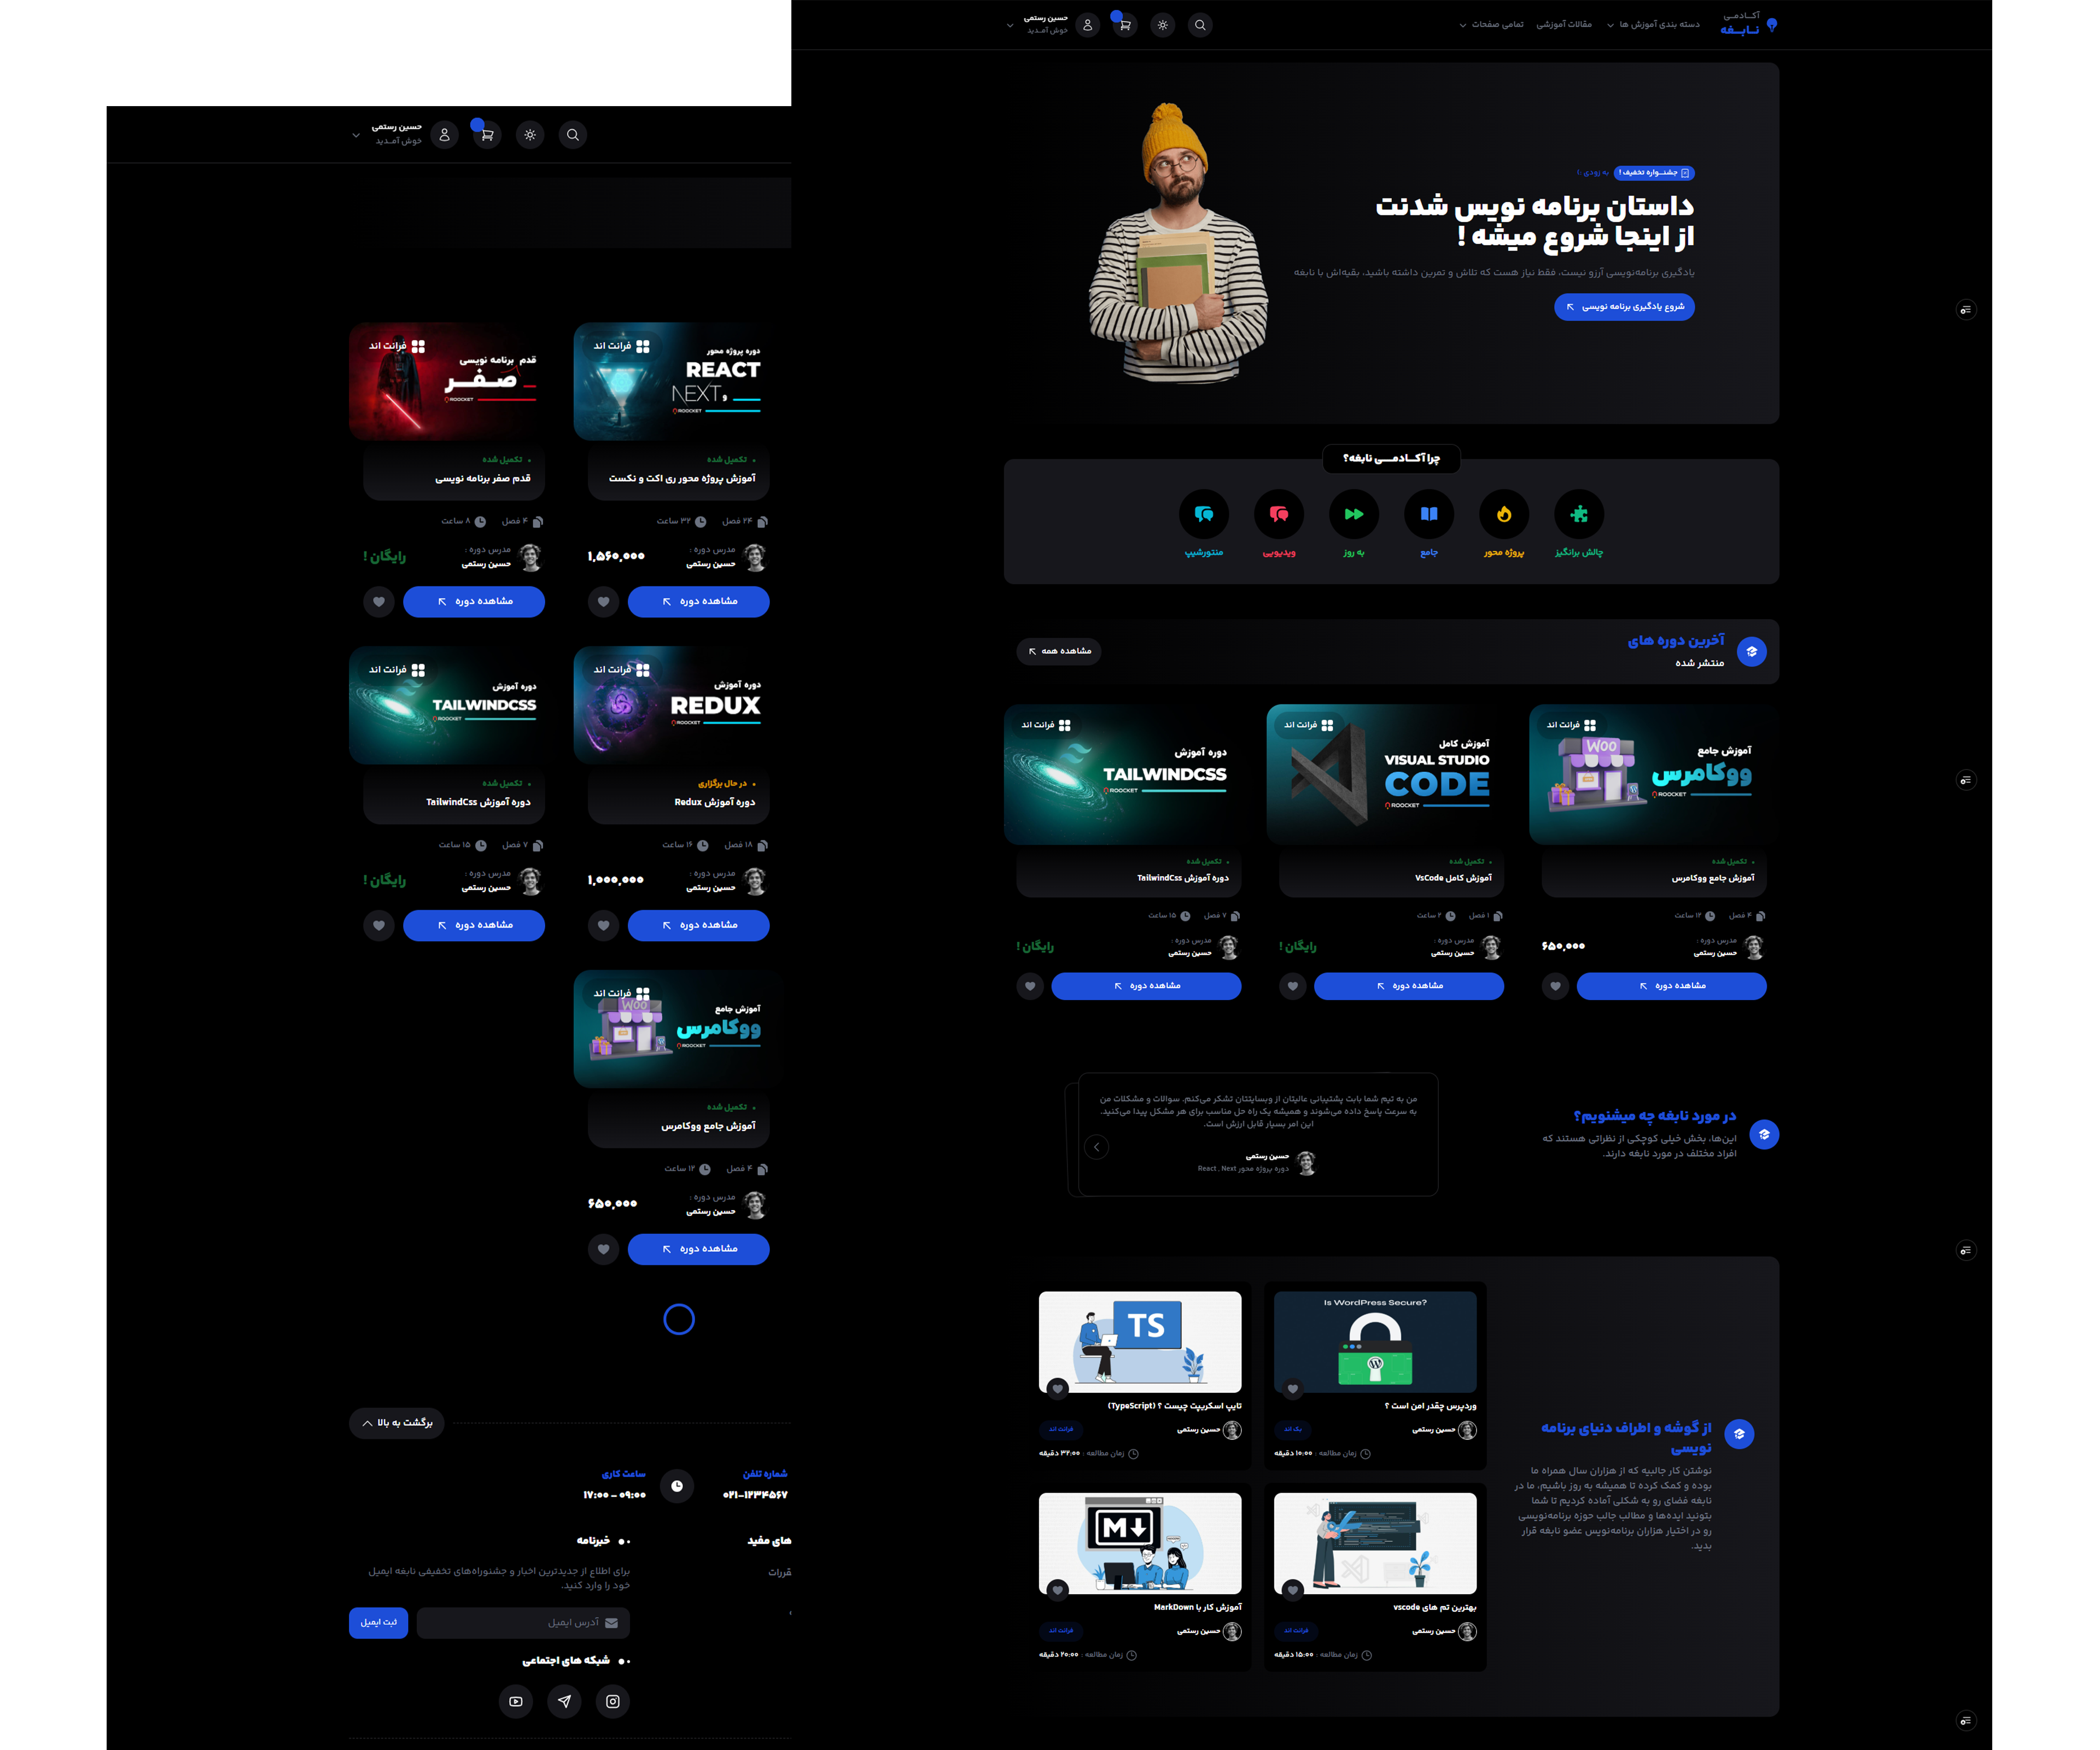 آکـــادمــی
نــابــغه
دسته بندی آموزش ها
مقالات آموزشی
تمامی صفحات
حسین رستمی
خوش آمــدید
جشنــواره تخفیف !
به زودی :)
داستان برنامه نویس شدنت
از اینجا شروع میشه !
یادگیری برنامه‌نویسی آرزو نیست، فقط نیاز هست که تلاش و تمرین داشته باشید، بقیه‌اش با نابغه
شروع یادگیری برنامه نویسی
چرا آکــادمــــی نابغه؟
چالش برانگیز
پروژه محور
جامع
به روز
ویدیویی
منتورشیپ
آخرین دوره های
منتشر شده
مشاهده همه
فرانت اند
آموزش جامع
ووکامرس
WOO
ROOCKET
تکمیل شده
آموزش جامع ووکامرس
۴ فصل
۱۲ ساعت
مدرس دوره :
حسین رستمی
۶۵۰,۰۰۰
مشاهده دوره
فرانت اند
آموزش کامل
VISUAL STUDIO
CODE
ROOCKET
تکمیل شده
آموزش کامل VsCode
۱ فصل
۲ ساعت
مدرس دوره :
حسین رستمی
رایگان !
مشاهده دوره
فرانت اند
دوره آموزش
TAILWINDCSS
ROOCKET
تکمیل شده
دوره آموزش TailwindCss
۷ فصل
۱۵ ساعت
مدرس دوره :
حسین رستمی
رایگان !
مشاهده دوره
در مورد نابغه چه میشنویم؟
این‌ها، بخش خیلی کوچکی از نظراتی هستند که
افراد مختلف در مورد نابغه دارند.
من به تیم شما بابت پشتیبانی عالیتان از وبسایتتان تشکر می‌کنم. سوالات و مشکلات من
به سرعت پاسخ داده می‌شوند و همیشه یک راه حل مناسب برای هر مشکل پیدا می‌کنید.
این امر بسیار قابل ارزش است.
حسین رستمی
دوره پروژه محور React , Next
از گوشه و اطراف دنیای برنامه
نویسی
نوشتن کار جالبیه که از هزاران سال همراه ما
بوده و کمک کرده تا همیشه به روز باشیم، ما در
نابغه فضای رو به شکلی آماده کردیم تا شما
بتونید ایده‌ها و مطالب جالب حوزه برنامه‌نویسی
رو در اختیار هزاران برنامه‌نویس عضو نابغه قرار
بدید.
Is WordPress Secure?
وردپرس چقدر امن است ؟
حسین رستمی
بک اند
زمان مطالعه : ۱۰:۰۰ دقیقه
TS
تایپ اسکریپت چیست ؟ (TypeScript)
حسین رستمی
فرانت اند
زمان مطالعه : ۳۲:۰۰ دقیقه
بهترین تم های vscode
حسین رستمی
فرانت اند
زمان مطالعه : ۱۵:۰۰ دقیقه
M
آموزش کار با MarkDown
حسین رستمی
فرانت اند
زمان مطالعه : ۲۰:۰۰ دقیقه
حسین رستمی
خوش آمــدید
فرانت اند
دوره پروژه محور
REACT
و NEXT
ROOCKET
تکمیل شده
آموزش پروژه محور ری اکت و نکست
۲۴ فصل
۳۲ ساعت
مدرس دوره :
حسین رستمی
۱,۵۶۰,۰۰۰
مشاهده دوره
فرانت اند
قدم برنامه نویسی
صــفــر
ROOCKET
تکمیل شده
قدم صفر برنامه نویسی
۴ فصل
۸ ساعت
مدرس دوره :
حسین رستمی
رایگان !
مشاهده دوره
فرانت اند
دوره آموزش
REDUX
ROOCKET
در حال برگزاری
دوره آموزش Redux
۱۸ فصل
۱۶ ساعت
مدرس دوره :
حسین رستمی
۱,۰۰۰,۰۰۰
مشاهده دوره
فرانت اند
دوره آموزش
TAILWINDCSS
ROOCKET
تکمیل شده
دوره آموزش TailwindCss
۷ فصل
۱۵ ساعت
مدرس دوره :
حسین رستمی
رایگان !
مشاهده دوره
فرانت اند
آموزش جامع
ووکامرس
WOO
ROOCKET
تکمیل شده
آموزش جامع ووکامرس
۴ فصل
۱۲ ساعت
مدرس دوره :
حسین رستمی
۶۵۰,۰۰۰
مشاهده دوره
برگشت به بالا
شماره تلفن
۰۲۱-۱۲۳۴۵۶۷
ساعت کاری
۰۹:۰۰ - ۱۷:۰۰
های مفید
قررات
خبرنامه
برای اطلاع از جدیدترین اخبار و جشنوراه‌های تخفیفی نابغه ایمیل
خود را وارد کنید.
آدرس ایمیل
ثبت ایمیل
شبکه های اجتماعی